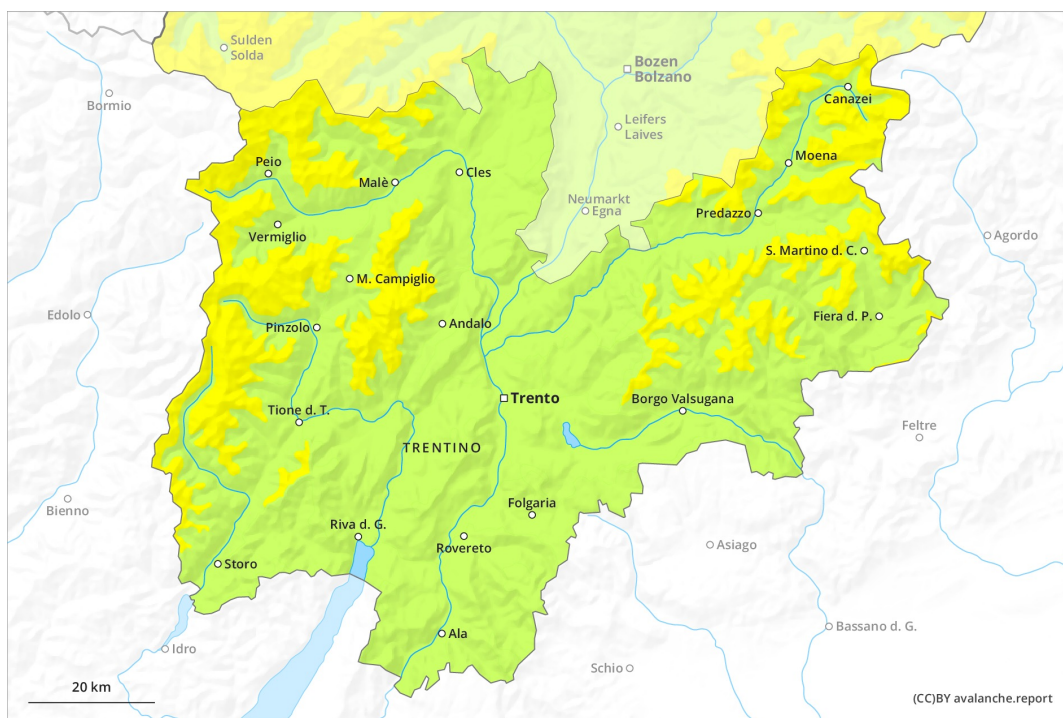 Sulden
Solda
Bozen
Bolzano
Bormio
Canazei
Leifers
Laives
Moena
Peio
Malè
Cles
Neumarkt
Egna
Predazzo
Vermiglio
Agordo
S. Martino d. C.
M. Campiglio
Edolo
Pinzolo
Andalo
Fiera d. P.
Trento
Borgo Valsugana
Tione d. T.
Feltre
TRENTINO
Bienno
Folgaria
Riva d. G.
Rovereto
Asiago
Storo
Bassano d. G.
Ala
Idro
Schio
20 km
(CC)BY avalanche.report